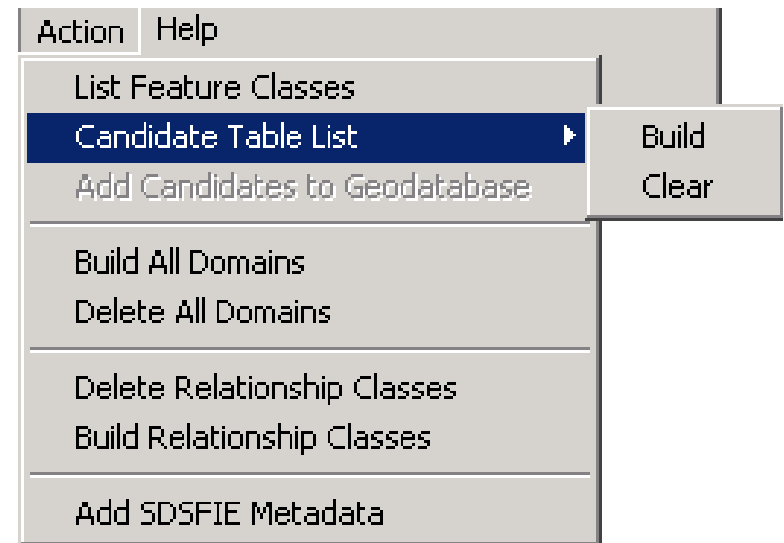 Action Help
List Feature Classes
Candidate Table List
Build
Add Candidates to Geodatabase
Clear
Build All Domains
Delete All Domains
Delete Relationship Classes
Build Relationship Classes
Add SDSFIE Metadata